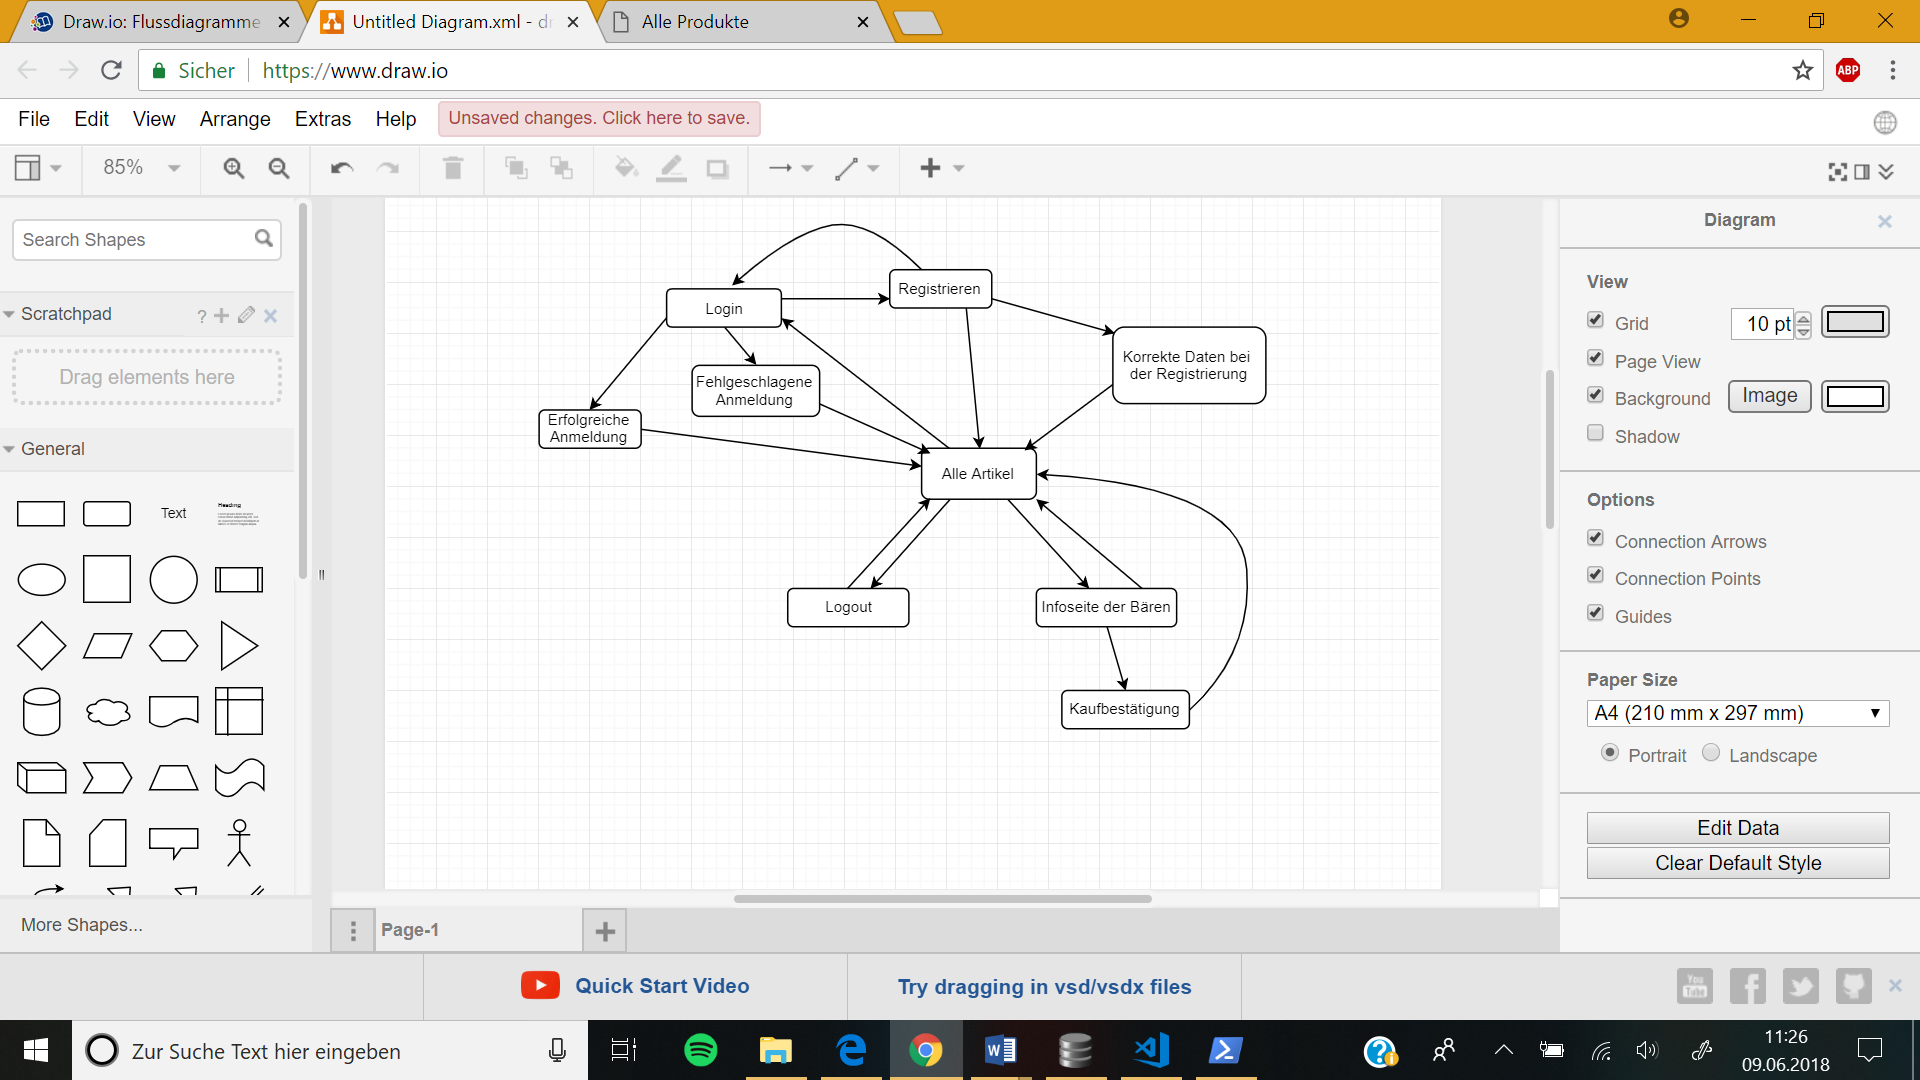 Draw.io: Flussdiagramme
Untitled Diagram.xml - dr
Alle Produkte
Sicher
https://www.draw.io
ABP
File
Edit
View
Arrange
Extras
Help
Unsaved changes. Click here to save.
85%
Search Shapes
Scratchpad
?
Drag elements here
General
Text
Heading
More Shapes...
Registrieren
Login
Korrekte Daten bei
der Registrierung
Fehlgeschlagene
Anmeldung
Erfolgreiche
Anmeldung
Alle Artikel
Logout
Infoseite der Bären
Kaufbestätigung
Page-1
Diagram
View
Grid
10 pt
Page View
Background
Image
Shadow
Options
Connection Arrows
Connection Points
Guides
Paper Size
A4 (210 mm x 297 mm)
Portrait
Landscape
Edit Data
Clear Default Style
Quick Start Video
Try dragging in vsd/vsdx files
You
Tube
Zur Suche Text hier eingeben
11:26
09.06.2018